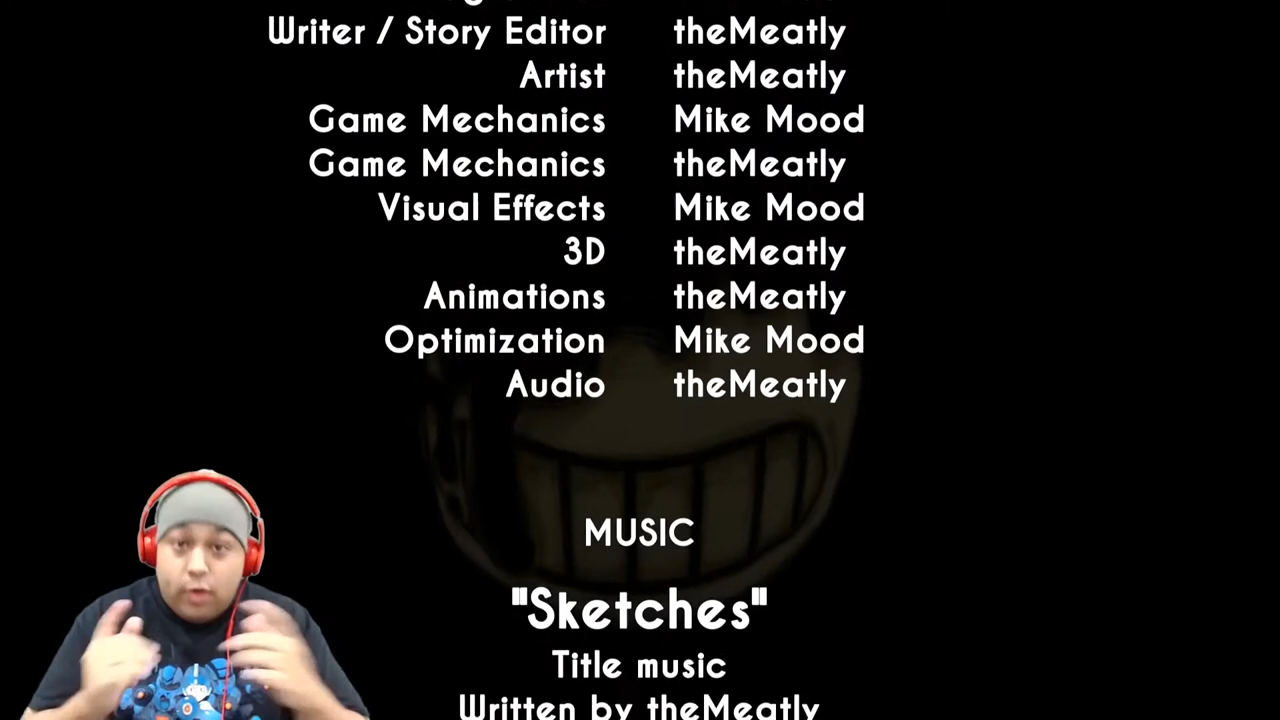 Writer / Story Editor theMeatly
Artist theMeatly
Game Mechanics Mike Mood
Game Mechanics theMeatly
Visual Effects Mike Mood
3D theMeatly
Animations theMeatly
Optimization Mike Mood
Audio theMeatly
MUSIC
"Sketches"
Title music
Written by theMeatly